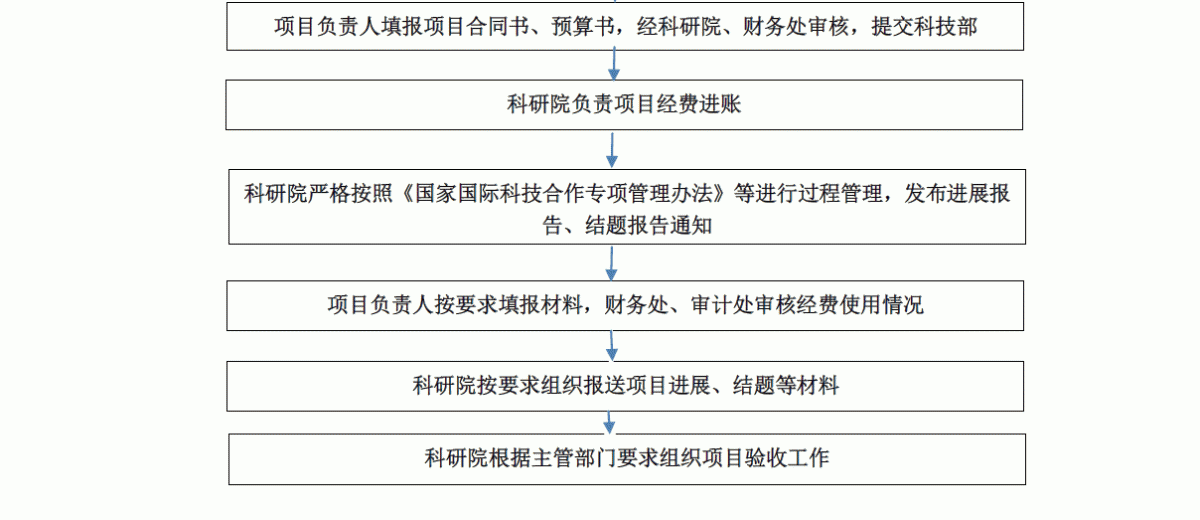 项目负责人填报项目合同书、预算书，经科研院、财务处审核，提交科技部
科研院负责项目经费进账
科研院严格按照《国家国际科技合作专项管理办法》等进行过程管理，发布进展报
告、结题报告通知
项目负责人按要求填报材料，财务处、审计处审核经费使用情况
科研院按要求组织报送项目进展、结题等材料
科研院根据主管部门要求组织项目验收工作